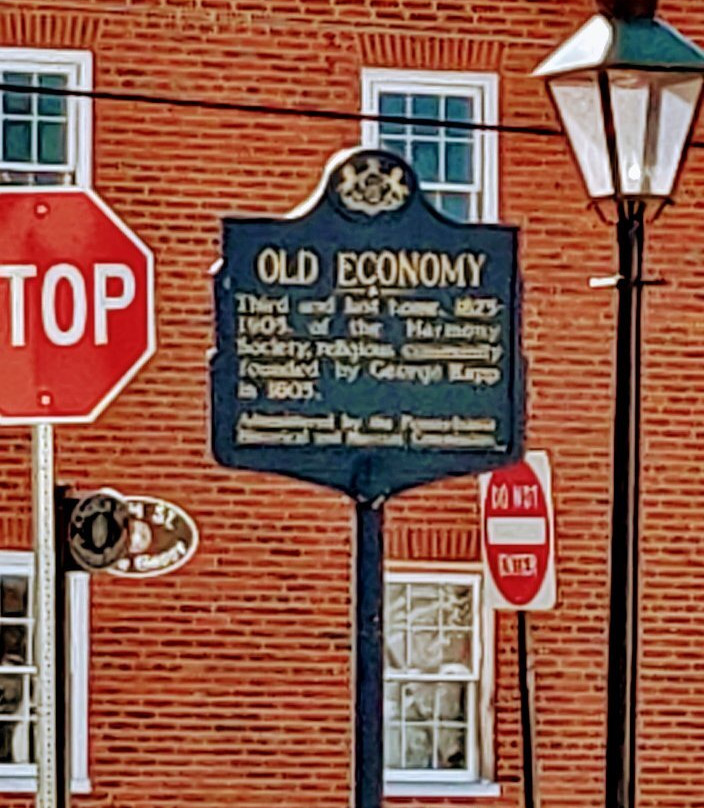 TOP
OLD ECONOMY
Third and last home, 1825-
1905, of the Harmony
Society, religious community
founded by George Rapp
in 1805.
Administered by the Pennsylvania
Historical and Museum Commission
DO NOT
ENTER